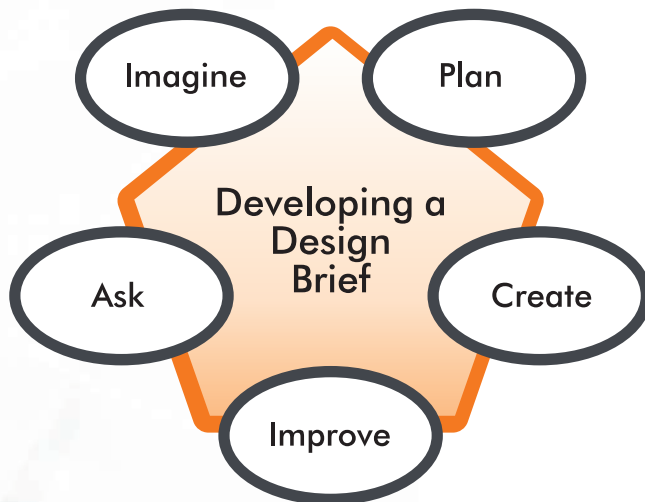 Imagine
Plan
Developing a
Design
Brief
Ask
Create
Improve